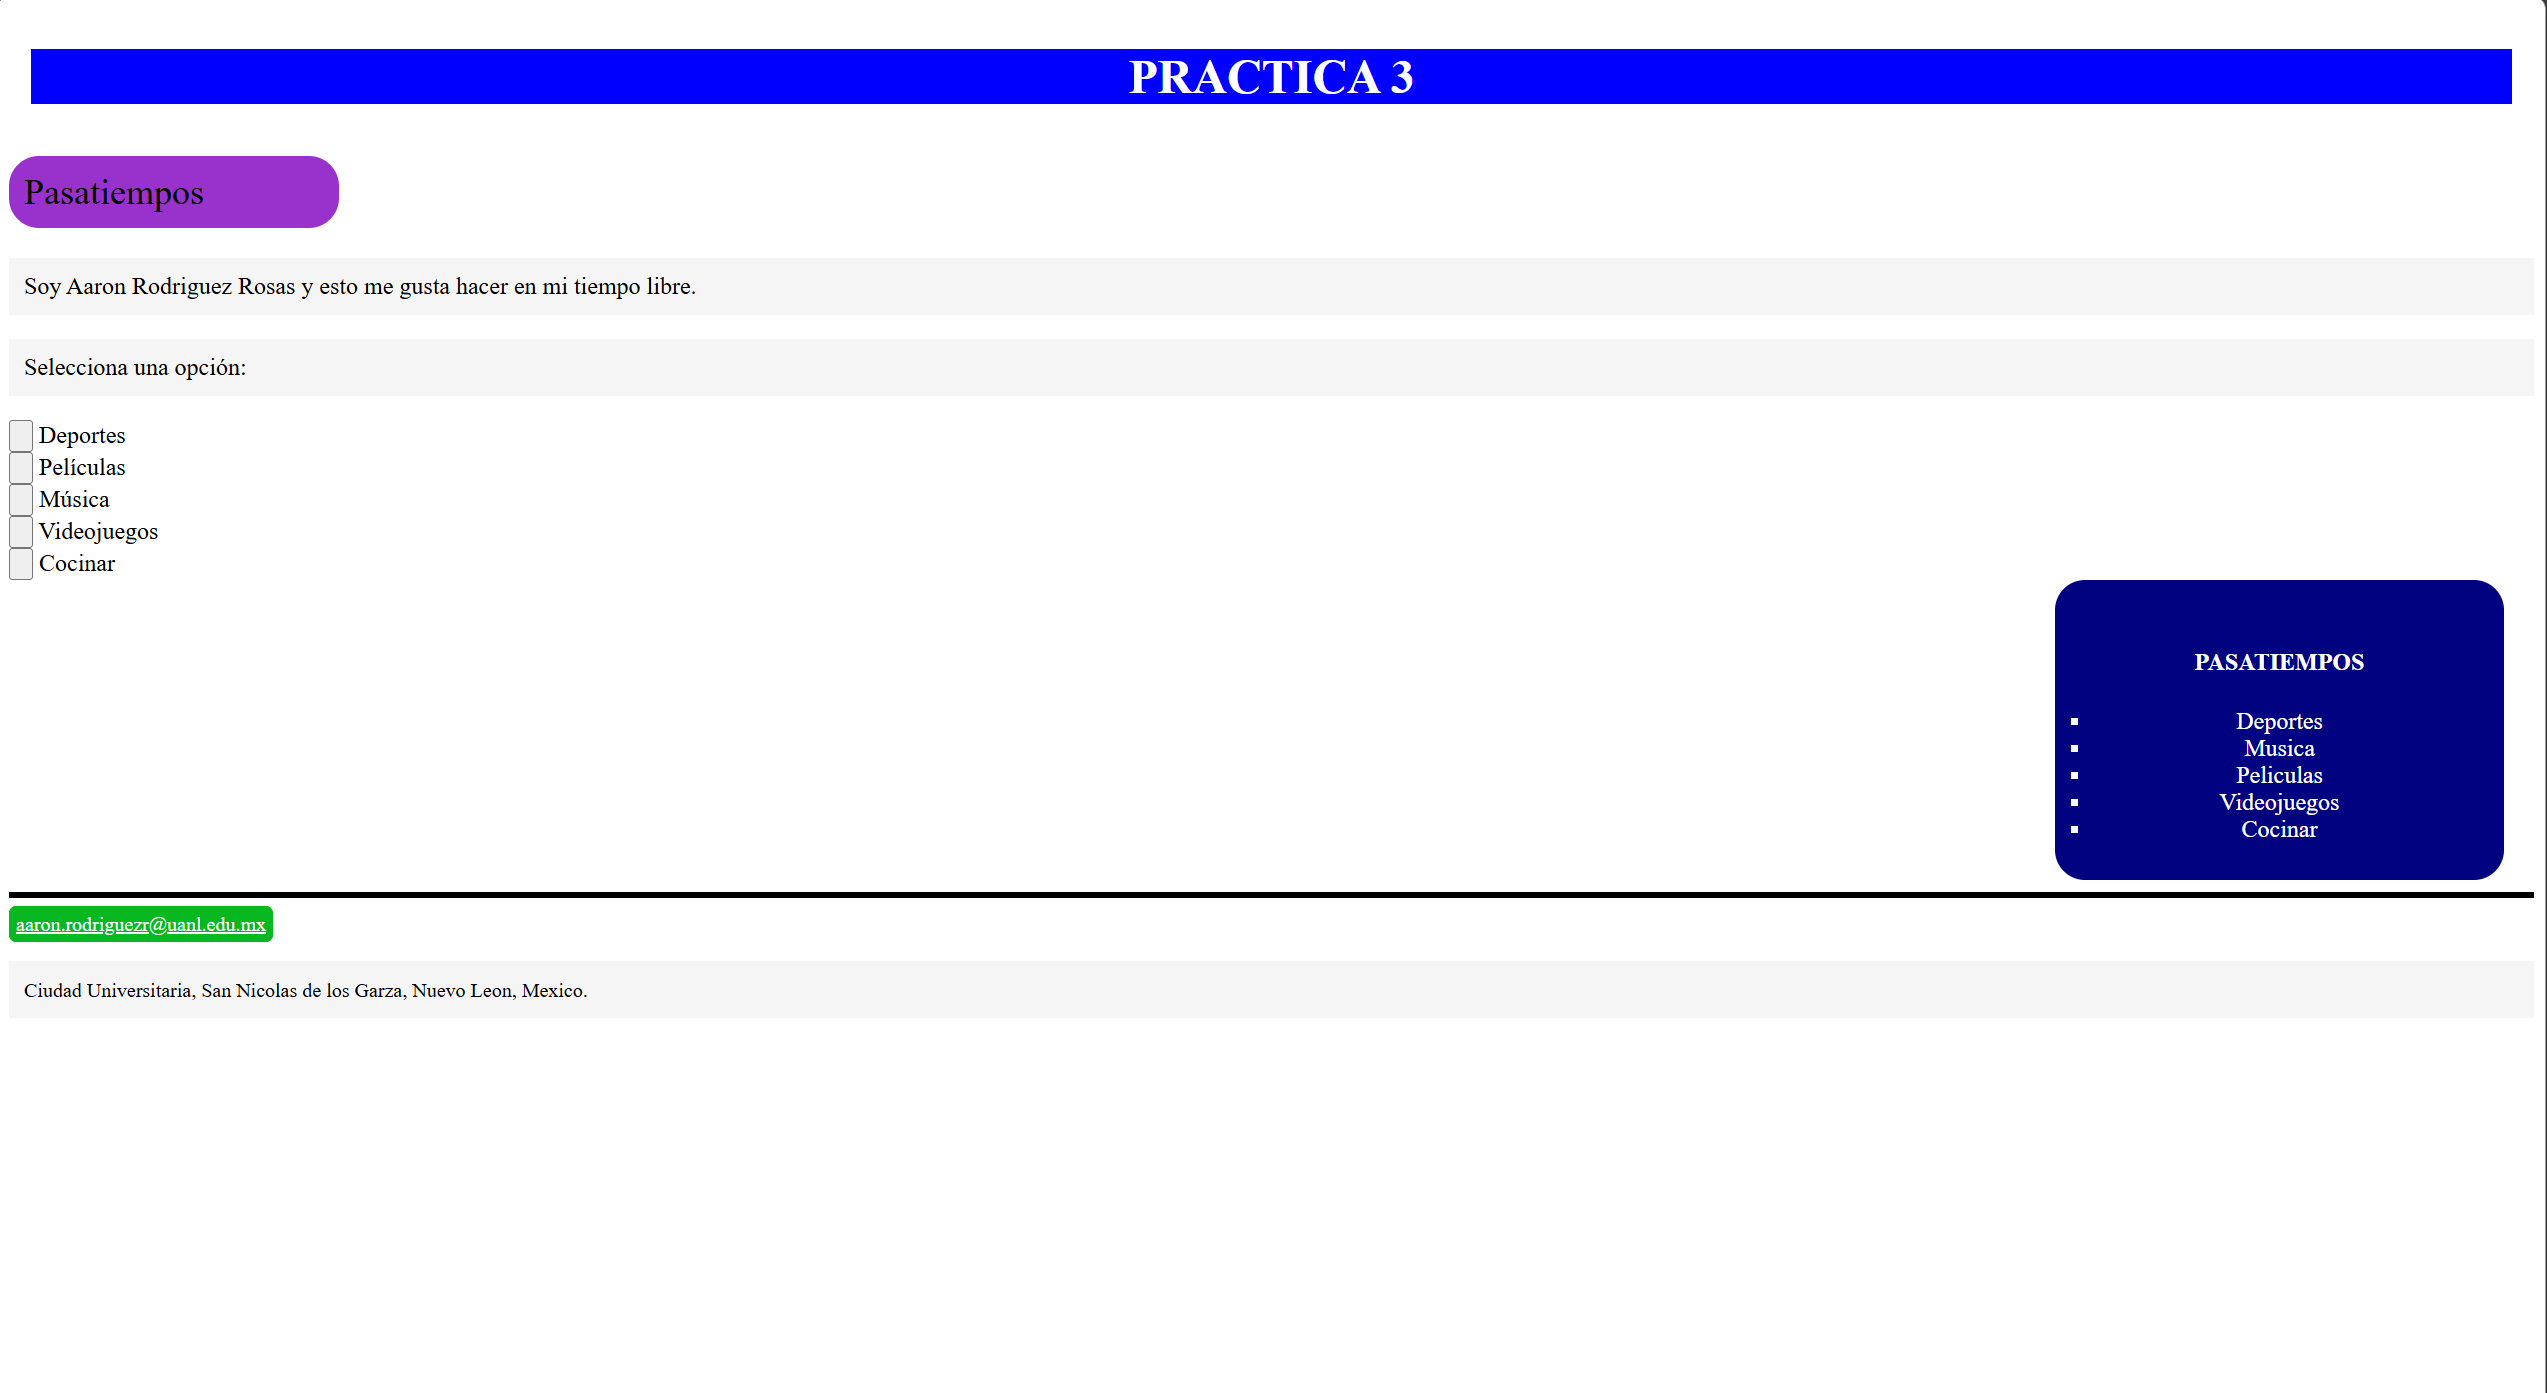 PRACTICA 3
Pasatiempos
Soy Aaron Rodriguez Rosas y esto me gusta hacer en mi tiempo libre.
Selecciona una opción:
Deportes
Películas
Música
Videojuegos
Cocinar
PASATIEMPOS
Deportes
Musica
Peliculas
Videojuegos
Cocinar
aaron.rodriguezr@uanl.edu.mx
Ciudad Universitaria, San Nicolas de los Garza, Nuevo Leon, Mexico.